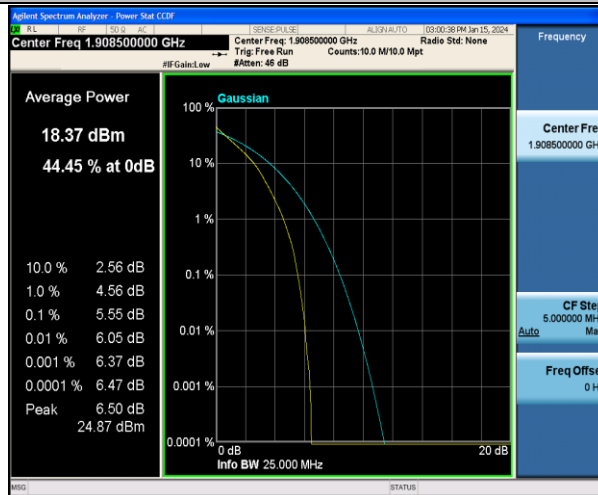 Agilent Spectrum Analyzer - Power Stat CCDF
RL RF 50 Ω AC SENSE:PULSE ALIGNAUTO 03:00:38 PM Jan 15, 2024
Center Freq 1.908500000 GHz
Center Freq: 1.908500000 GHz Radio Std: None
Trig: Free Run Counts:10.0 M/10.0 Mpt
#IFGain:Low #Atten: 46 dB
Frequency
Average Power
18.37 dBm
44.45 % at 0dB
10.0 % 2.56 dB
1.0 % 4.56 dB
0.1 % 5.55 dB
0.01 % 6.05 dB
0.001 % 6.37 dB
0.0001 % 6.47 dB
Peak 6.50 dB
24.87 dBm
Gaussian
100 %
10 %
1 %
0.1 %
0.01 %
0.001 %
0.0001 %
0 dB 20 dB
Info BW 25.000 MHz
Center Fre
1.908500000 GH
CF Ste
5.000000 MH
Auto Ma
Freq Offse
0 H
MSG STATUS